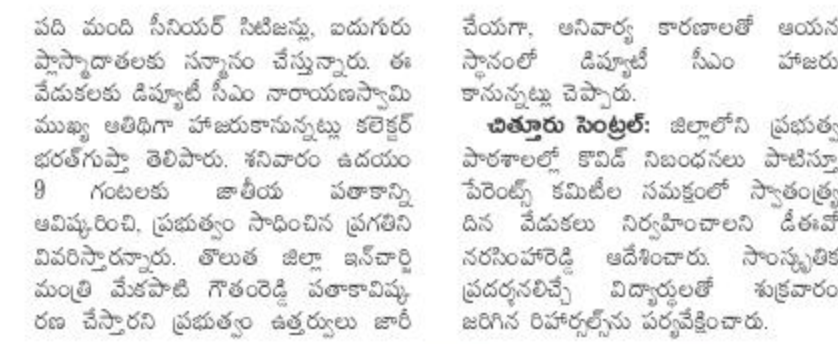 పది మంది సీనియర్ సిటిజన్లు, ఐదుగురు
ప్లాస్మాదాతలకు సన్మానం చేస్తున్నారు. ఈ
వేడుకలకు డిప్యూటీ సీఎం నారాయణస్వామి
ముఖ్య అతిథిగా హాజరుకానున్నట్లు కలెక్టర్
భరత్‌గుప్తా తెలిపారు. శనివారం ఉదయం
9 గంటలకు జాతీయ పతాకాన్ని
ఆవిష్కరించి, ప్రభుత్వం సాధించిన ప్రగతిని
వివరిస్తారన్నారు. తొలుత జిల్లా ఇన్‌చార్జి
మంత్రి మేకపాటి గౌతంరెడ్డి పతాకావిష్క
రణ చేస్తారని ప్రభుత్వం ఉత్తర్వులు జారీ
చేయగా, అనివార్య కారణాలతో ఆయన
స్థానంలో డిప్యూటీ సీఎం హాజరు
కానున్నట్లు చెప్పారు.
చిత్తూరు సెంట్రల్: జిల్లాలోని ప్రభుత్వ
పాఠశాలల్లో కొవిడ్ నిబంధనలు పాటిస్తూ
పేరెంట్స్ కమిటీల సమక్షంలో స్వాతంత్ర్య
దిన వేడుకలు నిర్వహించాలని డీఈవో
నరసింహారెడ్డి ఆదేశించారు. సాంస్కృతిక
ప్రదర్శనలిచ్చే విద్యార్థులతో శుక్రవారం
జరిగిన రిహార్సల్స్‌ను పర్యవేక్షించారు.